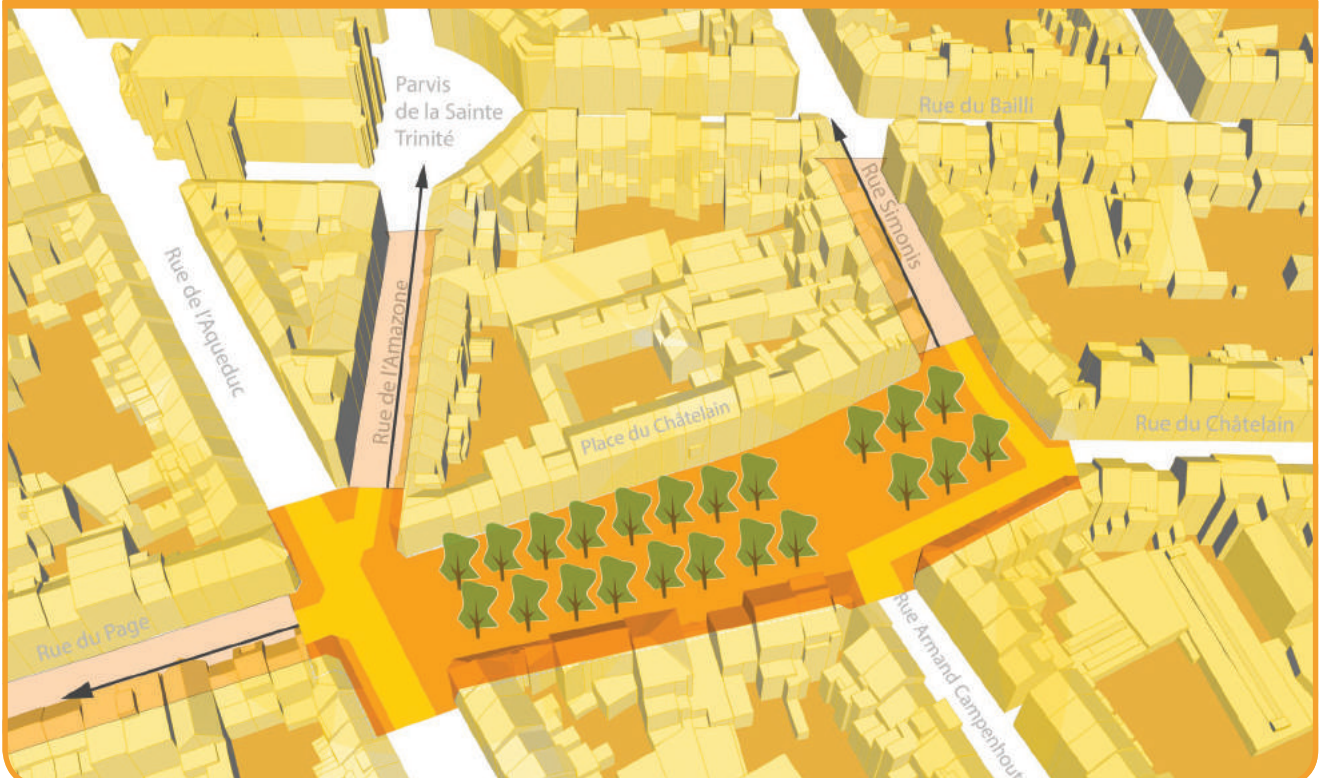 Parvis
de la Sainte
Trinité
Rue du Bailli
Rue Simonis
Rue de l'Aqueduc
Rue de l'Amazone
Place du Châtelain
Rue du Châtelain
Rue du Page
Rue Armand Campenhout